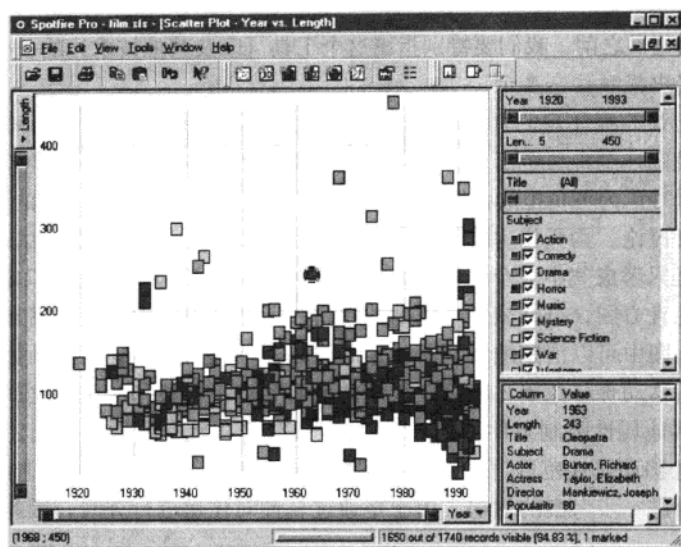 Spotfire Pro - film.sfs - [Scatter Plot - Year vs. Length]
File Edit View Tools Window Help
Length
400
300
200
100
1920 1930 1940 1950 1960 1970 1980 1990
Year
Year 1920 1993
Len... 5 450
Title (All)
Subject
Action
Comedy
Drama
Horror
Music
Mystery
Science Fiction
War
Westerns
Column Value
Year 1963
Length 243
Title Cleopatra
Subject Drama
Actor Burton, Richard
Actress Taylor, Elizabeth
Director Mankiewicz, Joseph
Popularity 80
(1968 ; 450)
1650 out of 1740 records visible (94.83 %), 1 marked